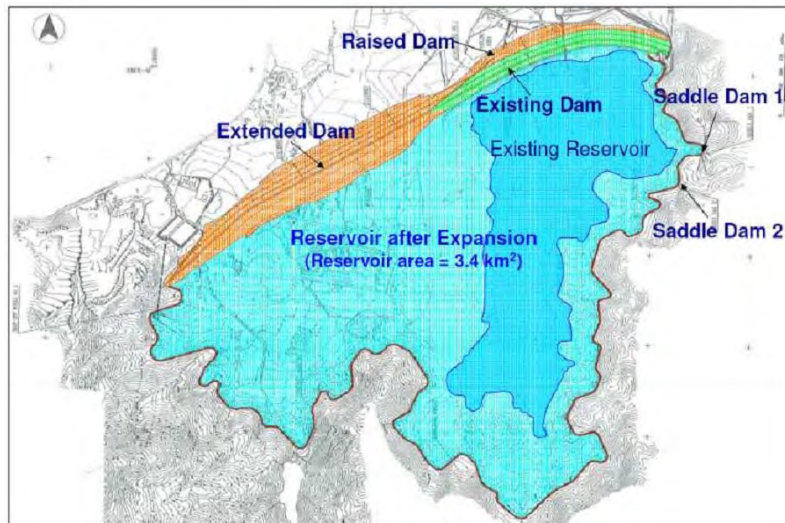 Raised Dam
Existing Dam
Saddle Dam 1
Extended Dam
Existing Reservoir
Saddle Dam 2
Reservoir after Expansion
(Reservoir area = 3.4 km²)